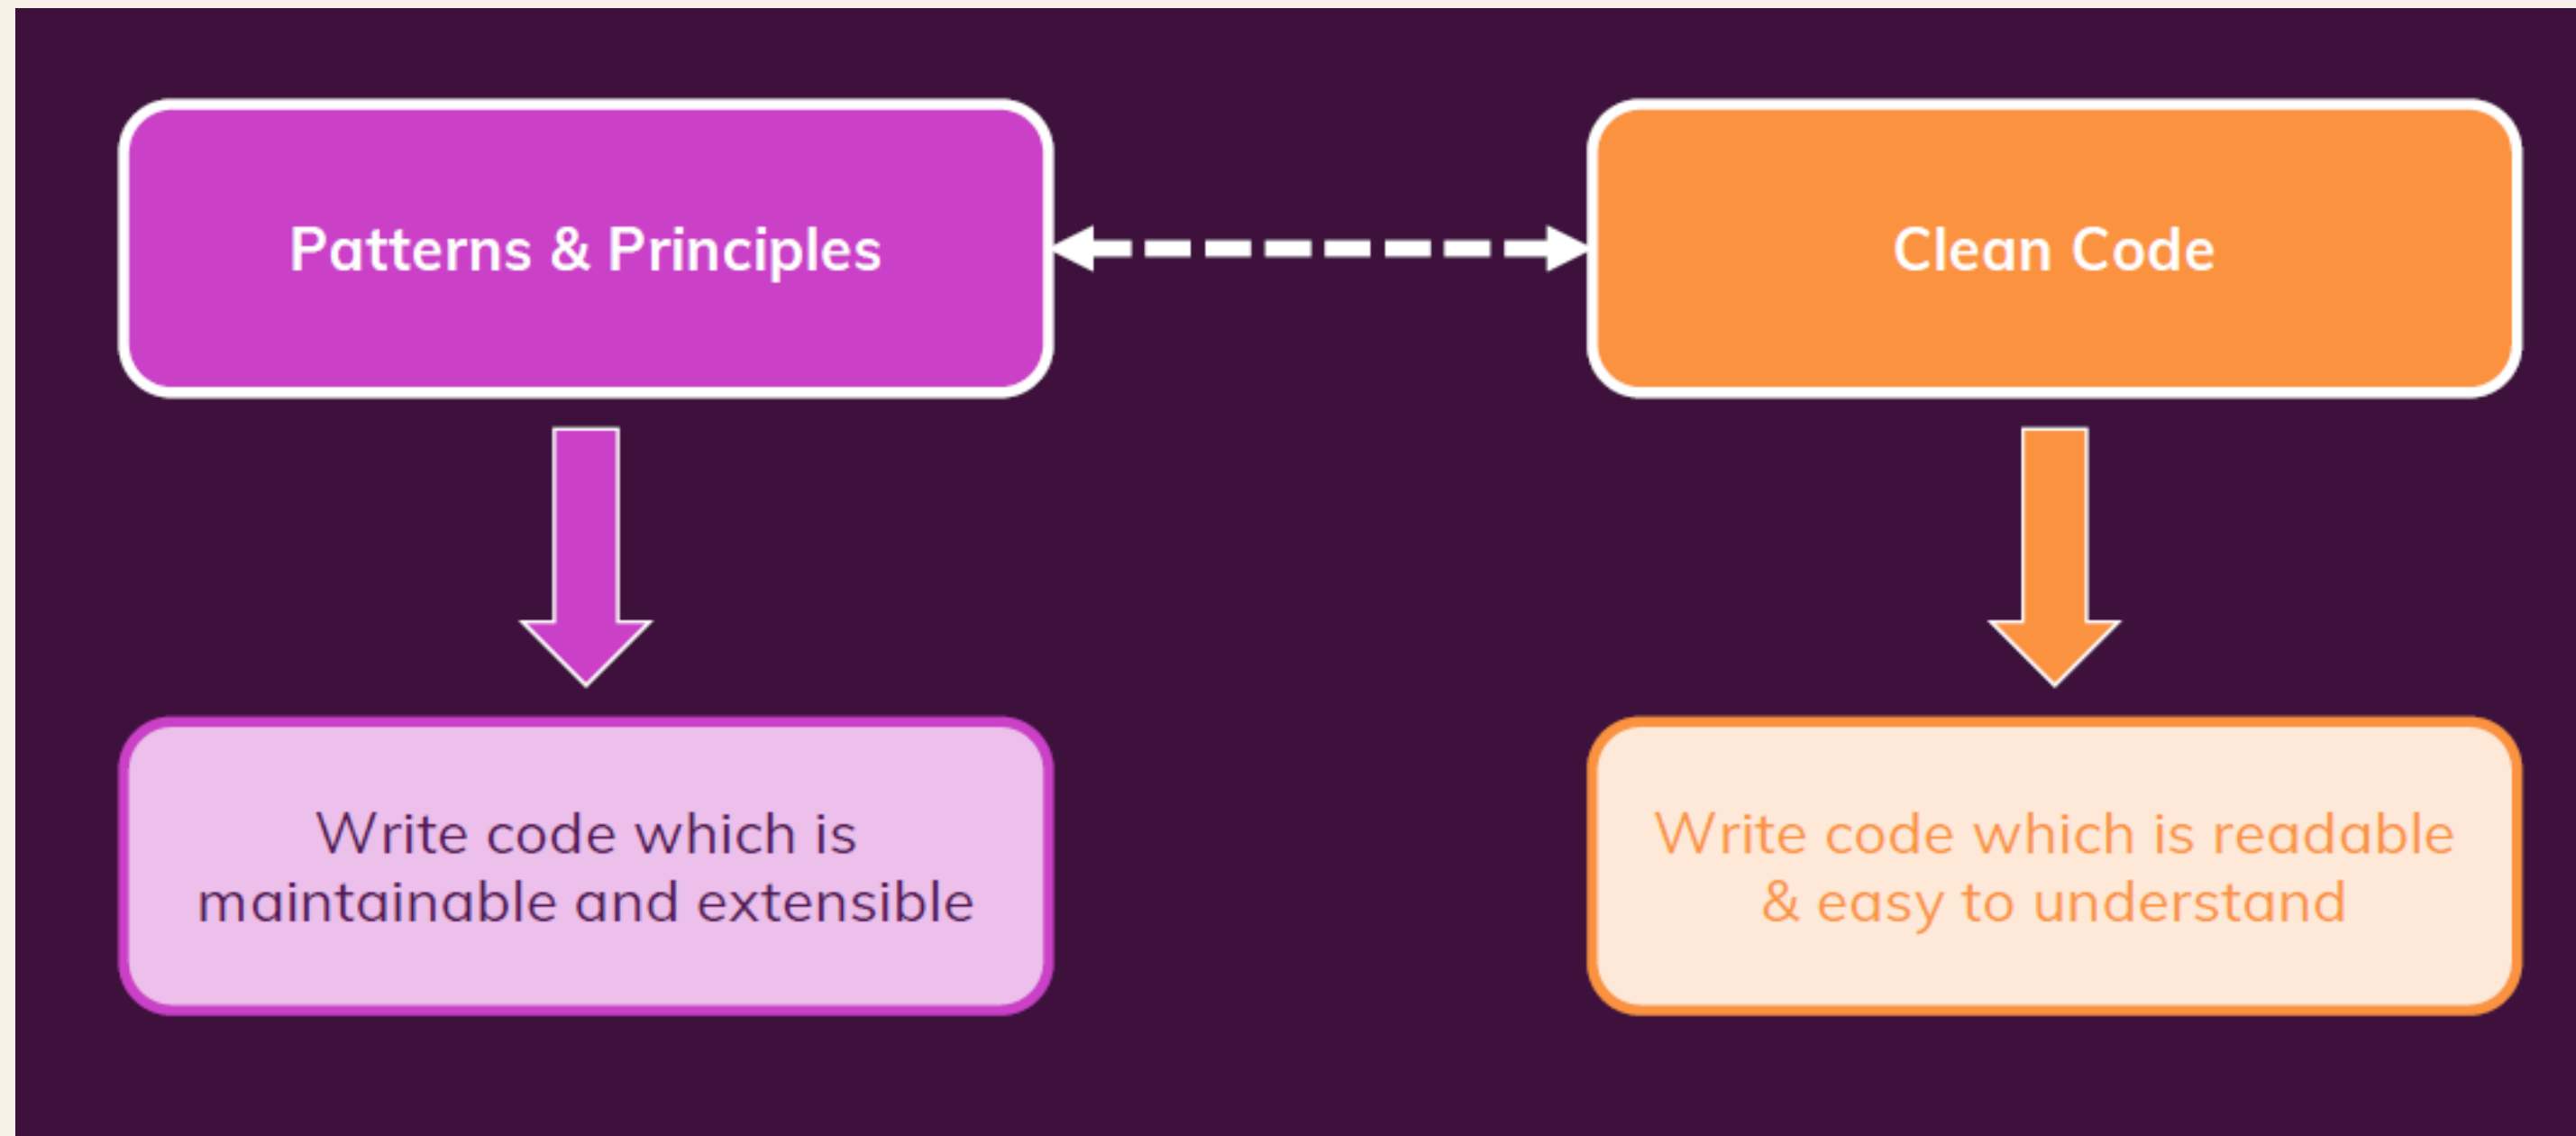 Patterns & Principles
Clean Code
Write code which is
maintainable and extensible
Write code which is readable
& easy to understand